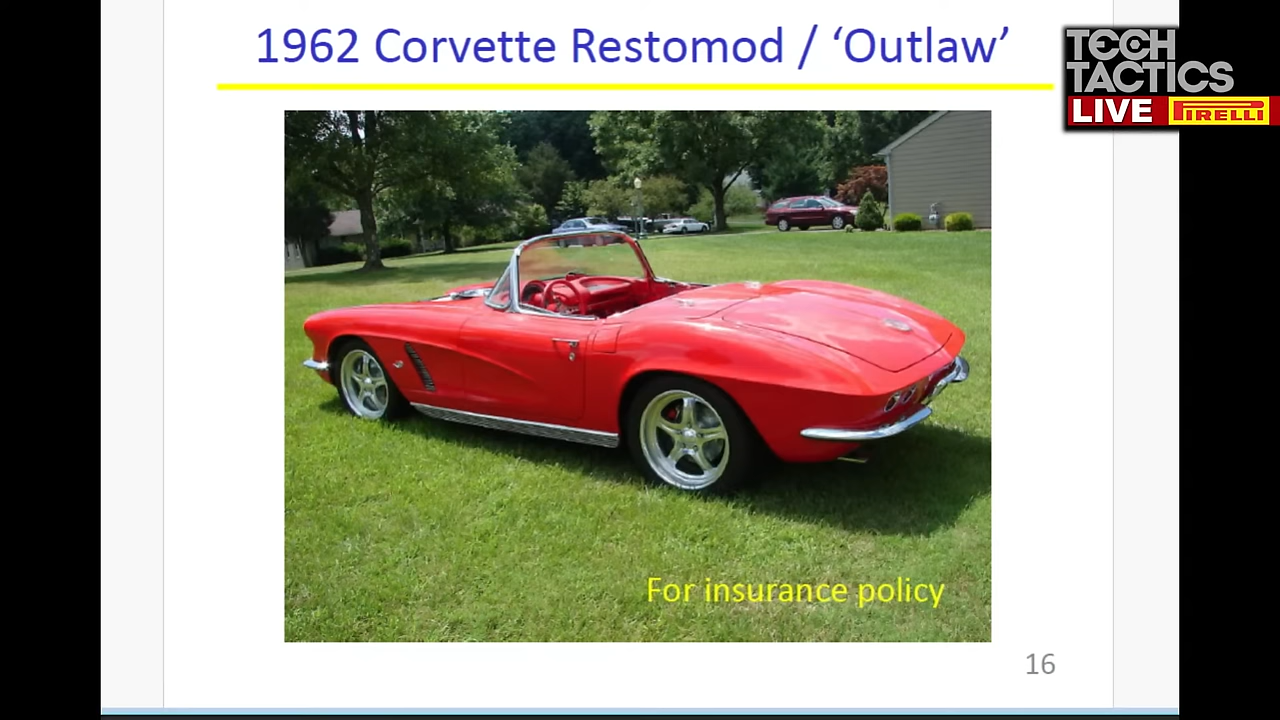 1962 Corvette Restomod / ‘Outlaw’
TECH
TACTICS
LIVE PIRELLI
For insurance policy
16